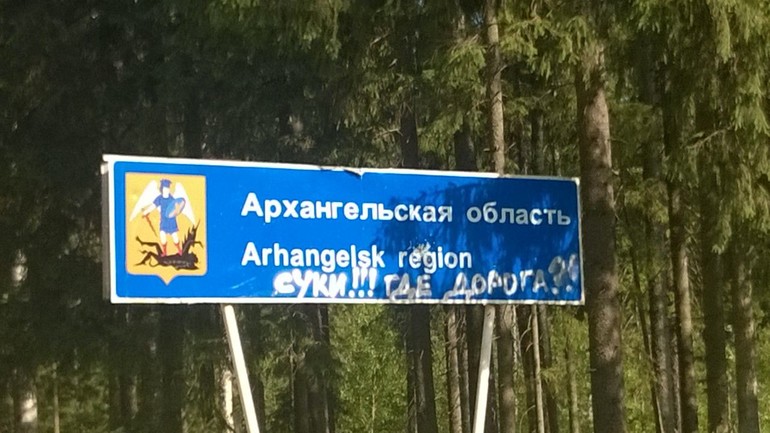 Архангельская область
Arhangelsk region
СУКИ!!! ГДЕ ДОРОГА?!